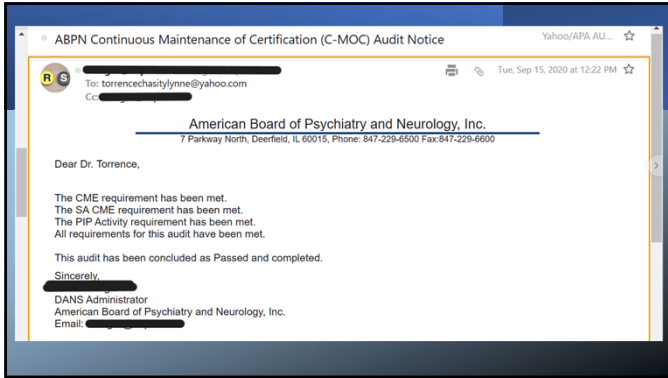 ABPN Continuous Maintenance of Certification (C-MOC) Audit Notice
Yahoo/APA AU...
R S
Tue, Sep 15, 2020 at 12:22 PM
To: torrencechasitylynne@yahoo.com
Cc:
American Board of Psychiatry and Neurology, Inc.
7 Parkway North, Deerfield, IL 60015, Phone: 847-229-6500 Fax:847-229-6600
Dear Dr. Torrence,
The CME requirement has been met.
The SA CME requirement has been met.
The PIP Activity requirement has been met.
All requirements for this audit have been met.
This audit has been concluded as Passed and completed.
Sincerely,
DANS Administrator
American Board of Psychiatry and Neurology, Inc.
Email: